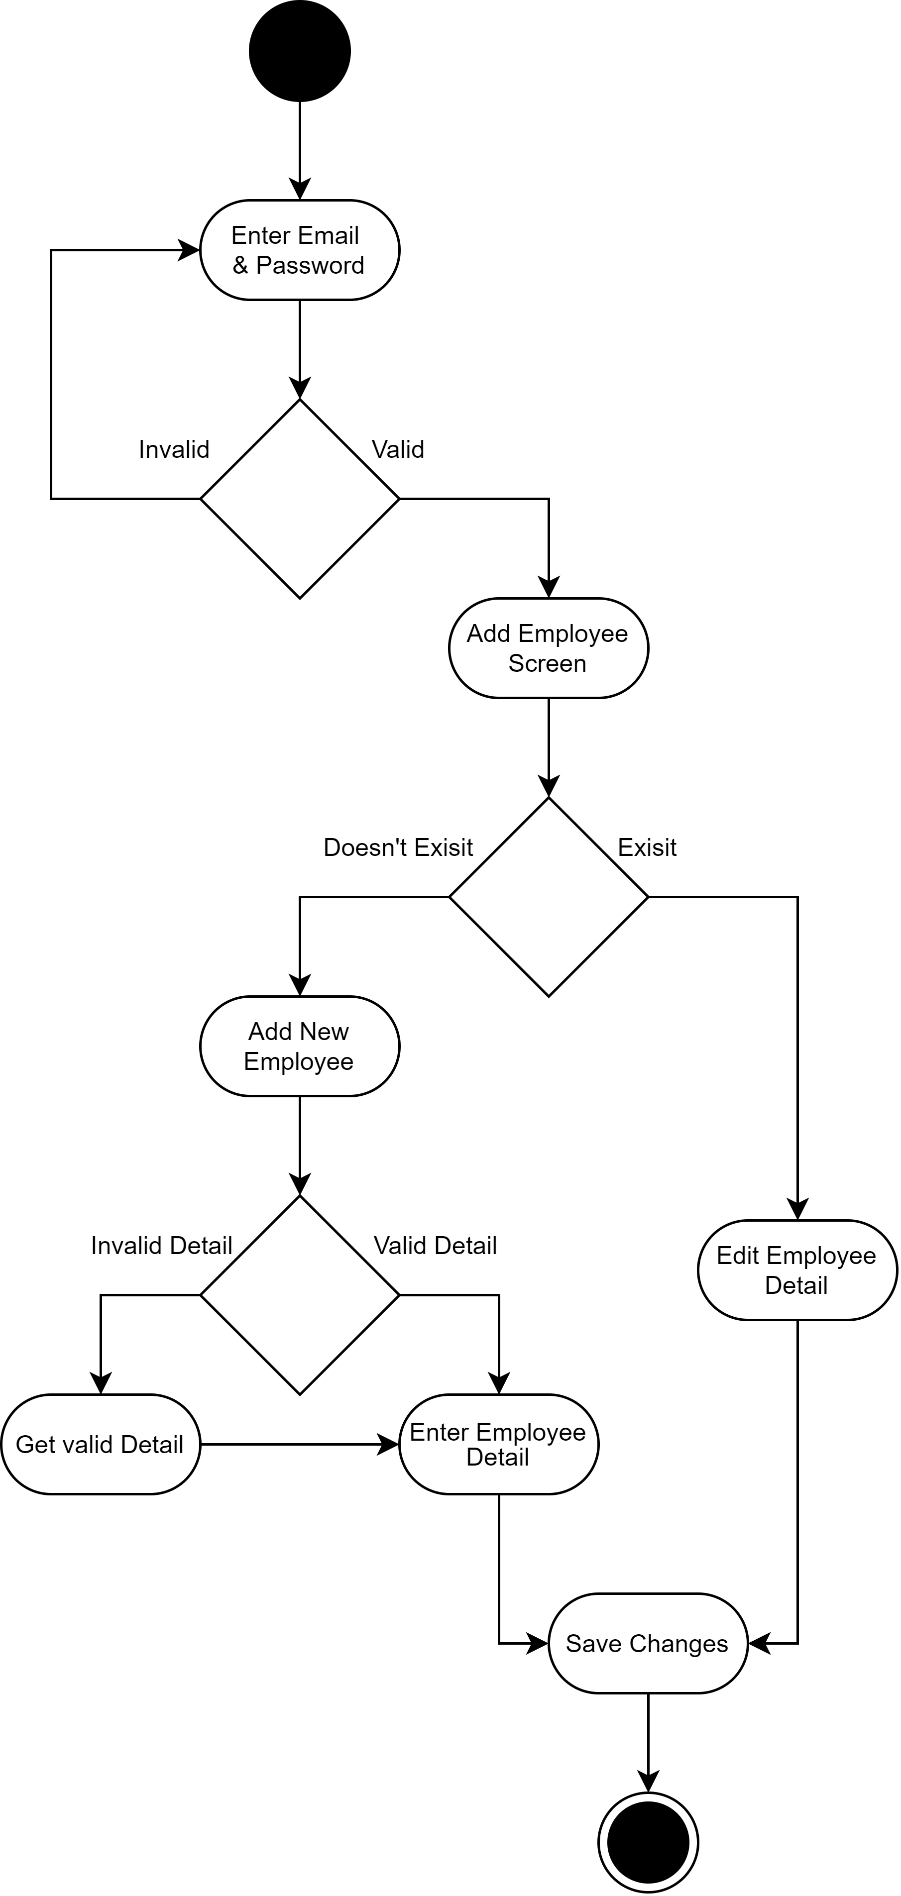 Enter Email
& Password
Invalid
Valid
Add Employee
Screen
Doesn't Exisit
Exisit
Add New
Employee
Invalid Detail
Valid Detail
Edit Employee
Detail
Get valid Detail
Enter Employee
Detail
Save Changes